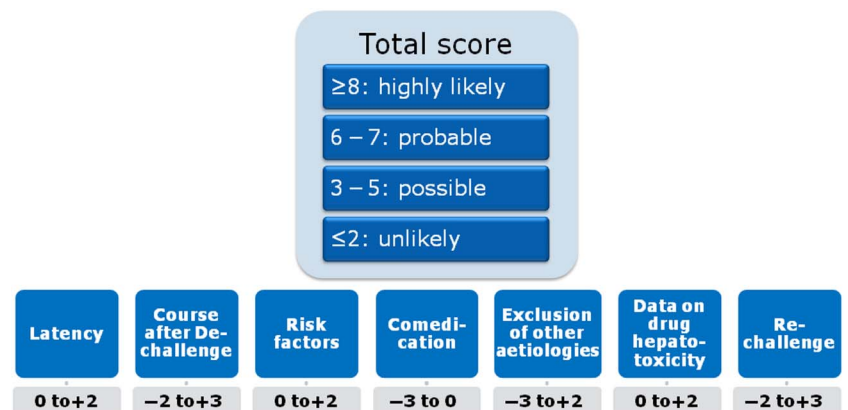 Total score
≥8: highly likely
6 – 7: probable
3 – 5: possible
≤2: unlikely
Latency
Course
after De-
challenge
Risk
factors
Comedi-
cation
Exclusion
of other
aetiologies
Data on
drug
hepato-
toxicity
Re-
challenge
0 to+2
−2 to+3
0 to+2
−3 to 0
−3 to+2
0 to+2
−2 to+3